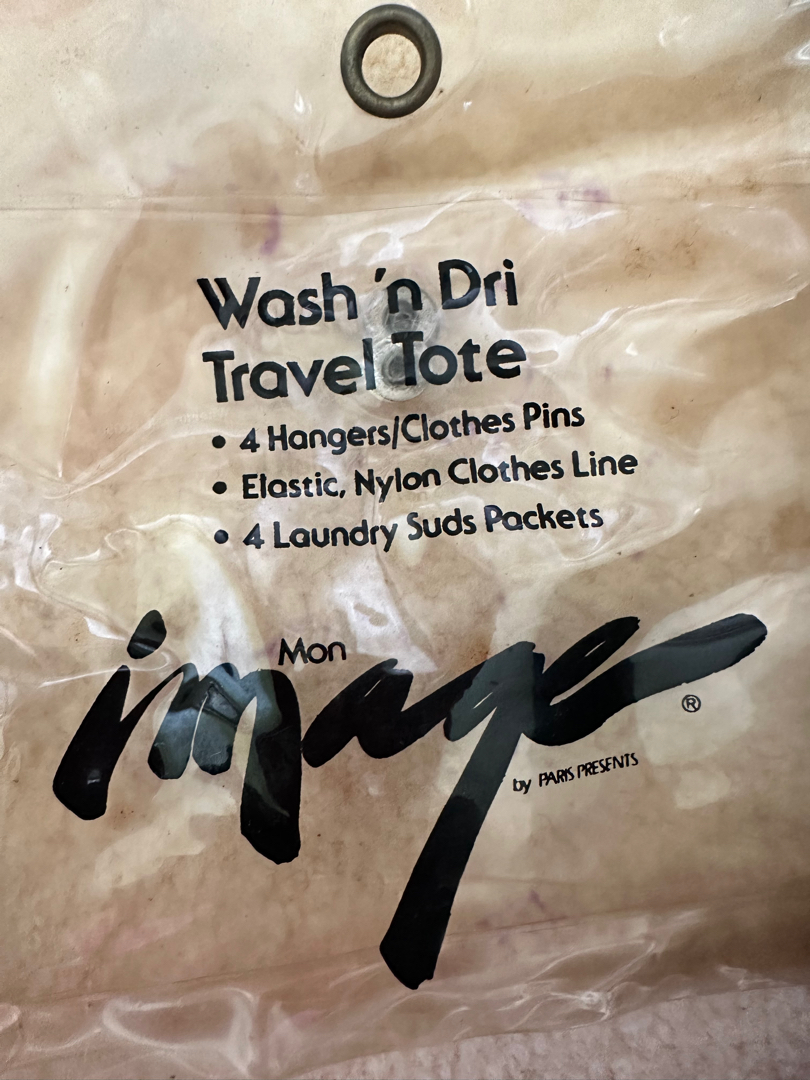 Wash 'n Dri
Travel Tote
• 4 Hangers/Clothes Pins
• Elastic, Nylon Clothes Line
• 4 Laundry Suds Packets
Mon
image
®
by PARIS PRESENTS